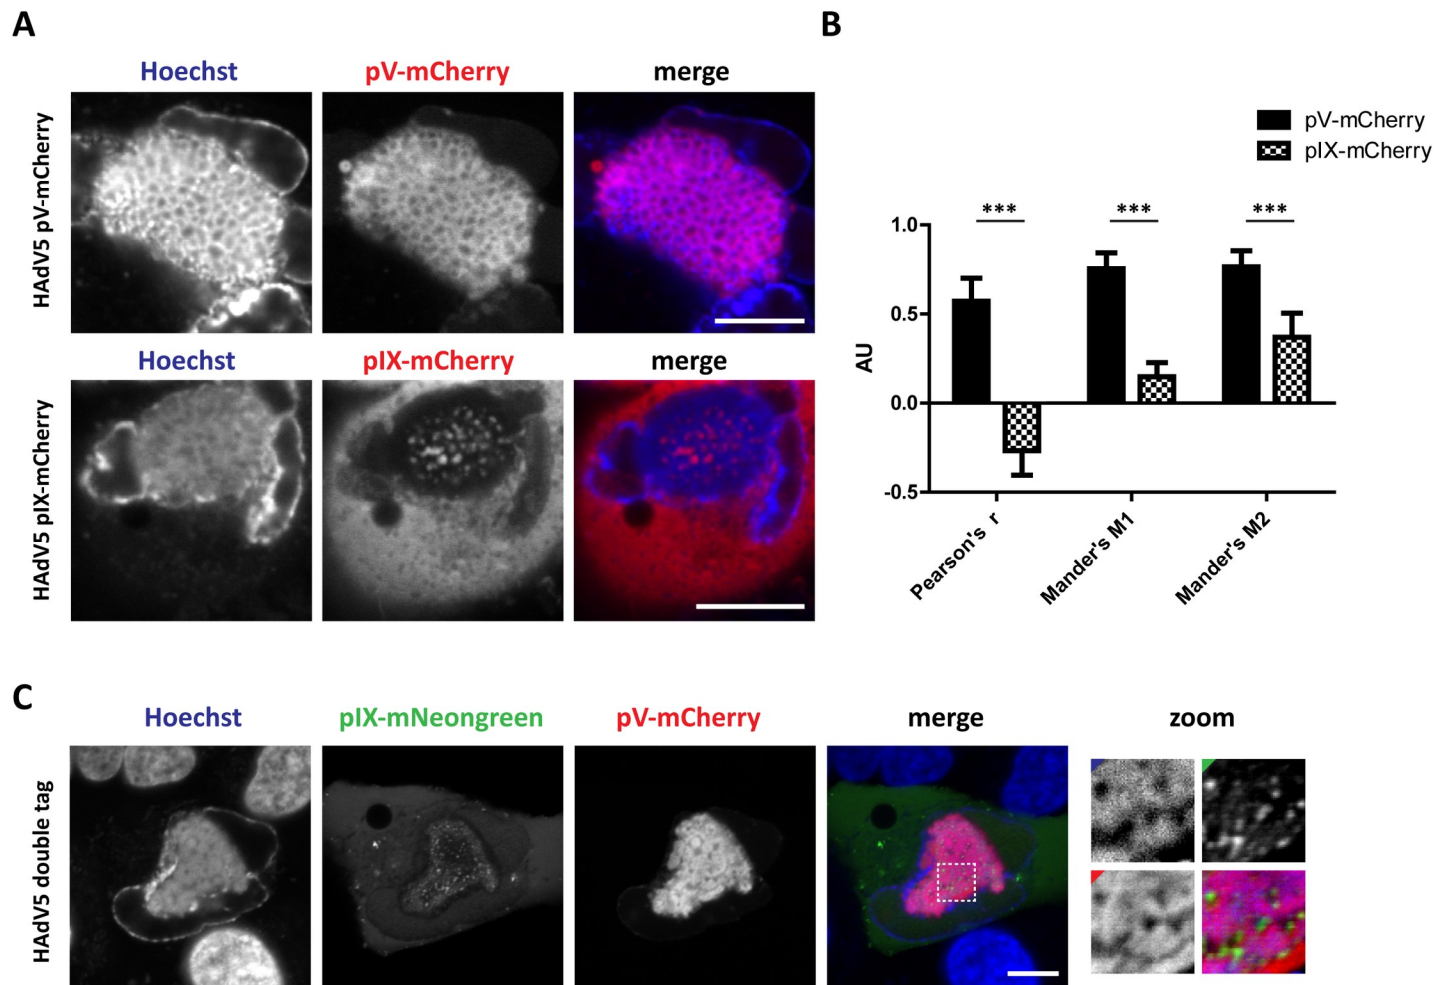 A
Hoechst pV-mCherry merge
HAdV5 pV-mCherry
Hoechst pIX-mCherry merge
HAdV5 pIX-mCherry
B
pV-mCherry
pIX-mCherry
*** *** ***
1.0
0.5
0.0
-0.5
AU
Pearson's r
Mander's M1
Mander's M2
C
Hoechst pIX-mNeongreen pV-mCherry merge zoom
HAdV5 double tag